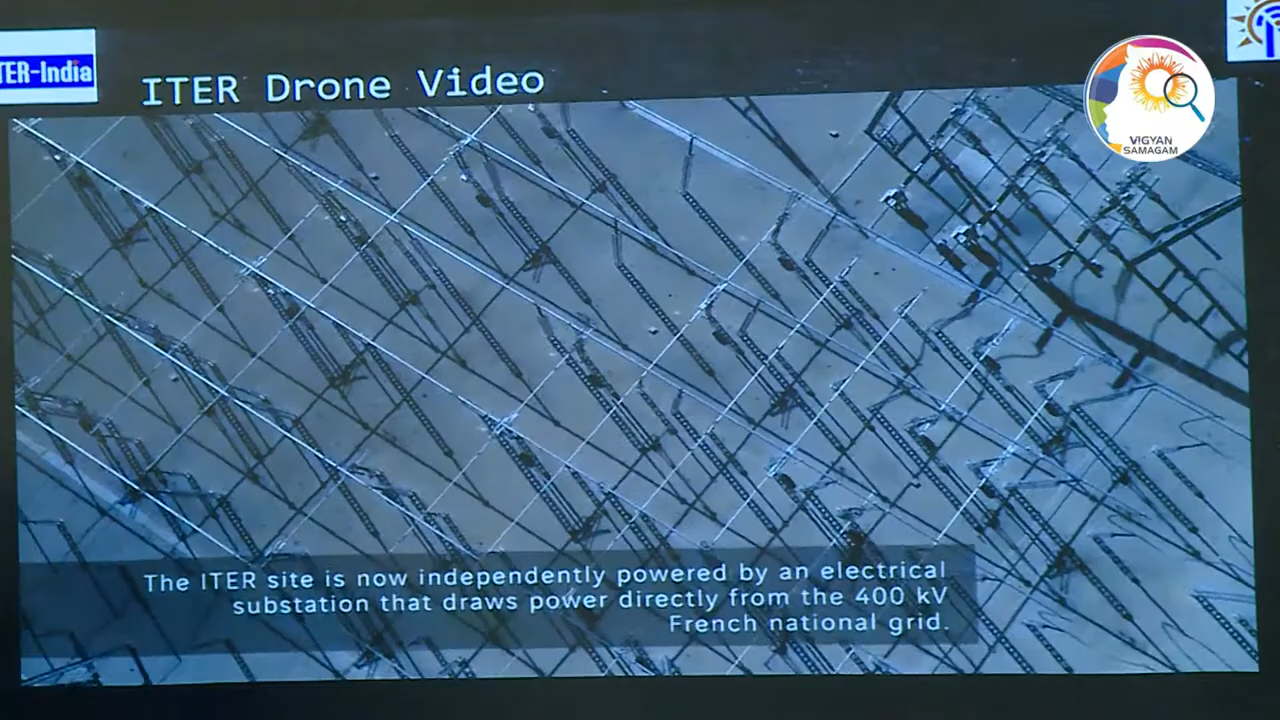 TER-India
ITER Drone Video
VIGYAN
SAMAGAM
The ITER site is now independently powered by an electrical
substation that draws power directly from the 400 kV
French national grid.